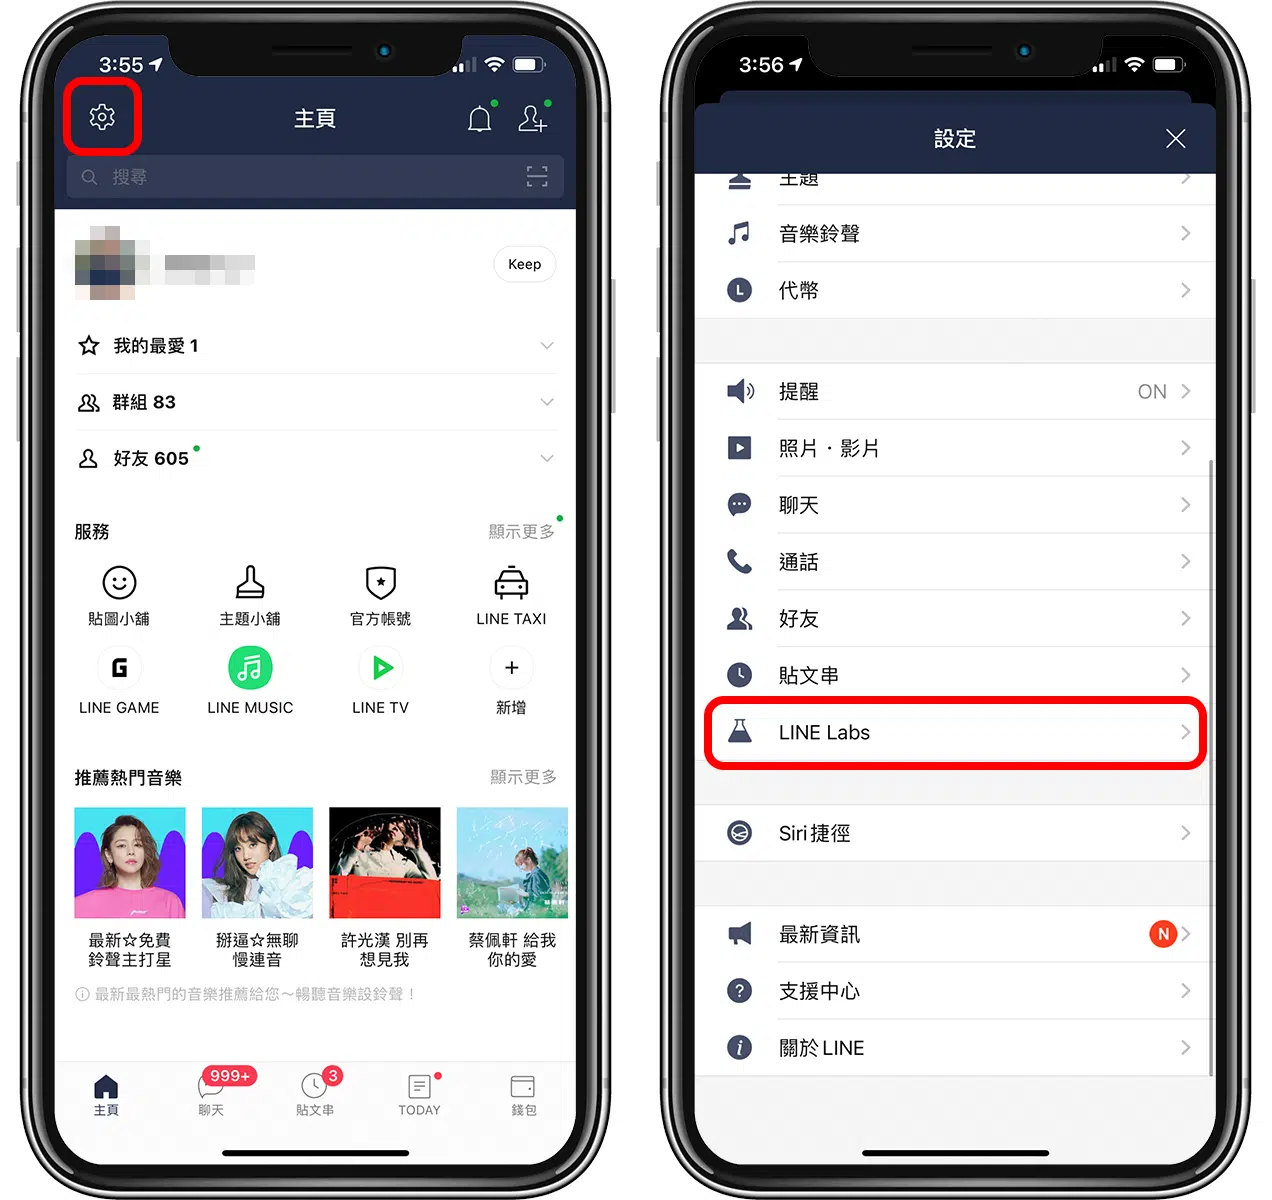 3:55
主頁
搜尋
Keep
我的最愛 1
群組 83
好友 605
服務
顯示更多
貼圖小舖
主題小舖
官方帳號
LINE TAXI
LINE GAME
LINE MUSIC
LINE TV
新增
推薦熱門音樂
顯示更多
最新☆免費
鈴聲主打星
掰逼☆無聊
慢連音
許光漢 別再
想見我
蔡佩軒 給我
你的愛
最新最熱門的音樂推薦給您～暢聽音樂設鈴聲！
主頁
999+
聊天
3
貼文串
TODAY
錢包
3:56
設定
主題
音樂鈴聲
L
代幣
提醒
ON
照片・影片
聊天
通話
好友
貼文串
LINE Labs
Siri捷徑
最新資訊
N
支援中心
關於LINE